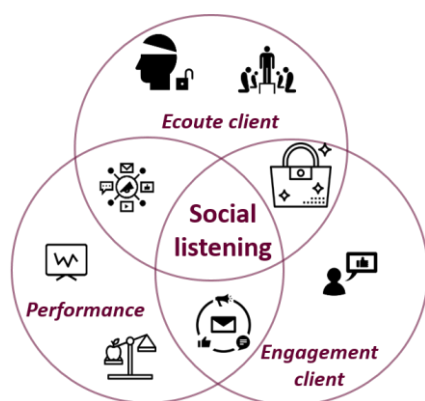 Ecoute client
Social
listening
Performance
Engagement
client